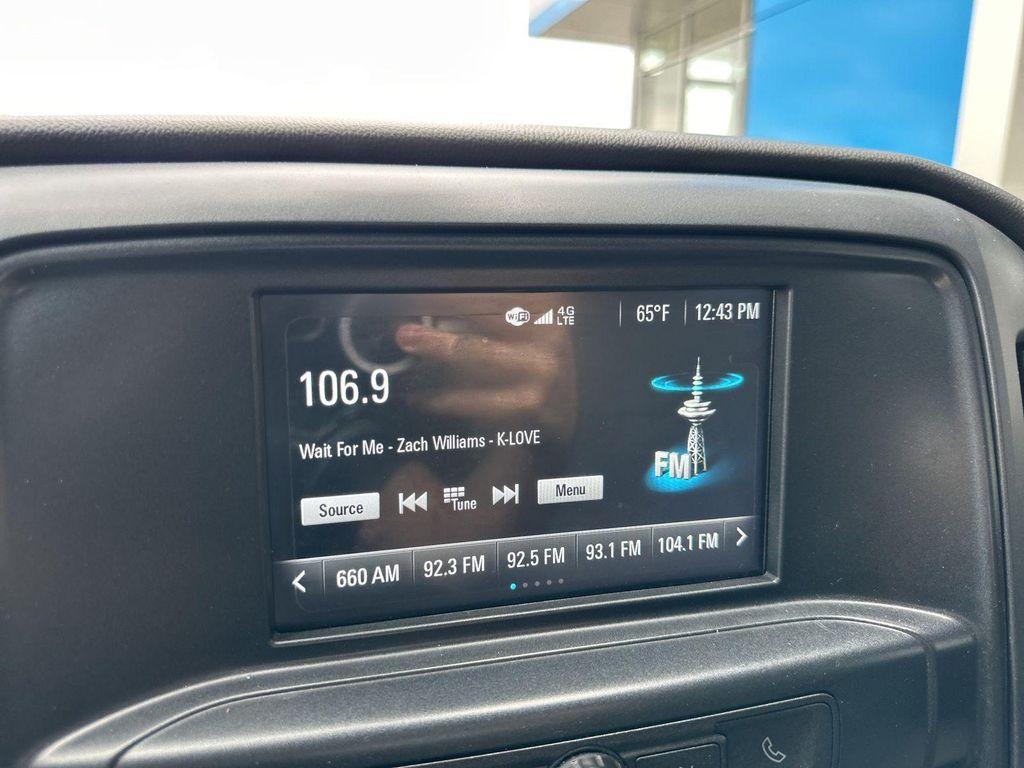 WiFi 4G LTE 65°F 12:43 PM
106.9
Wait For Me - Zach Williams - K-LOVE
FM
Source Tune Menu
660 AM 92.3 FM 92.5 FM 93.1 FM 104.1 FM